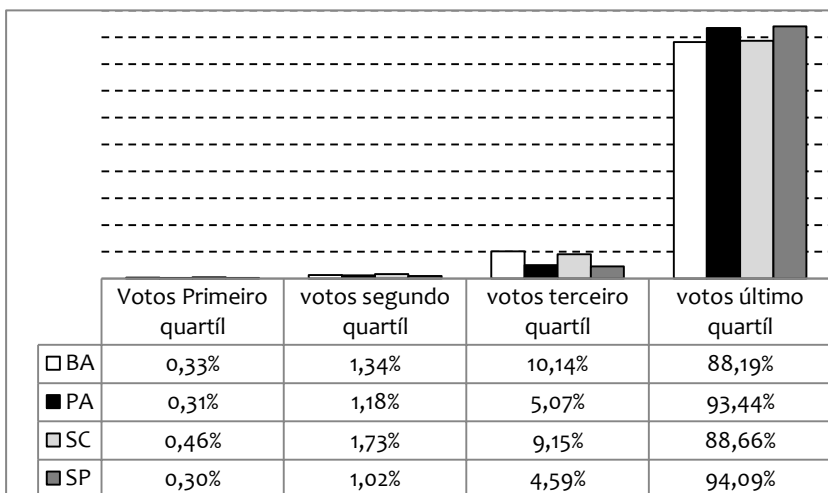 Votos Primeiro quartíl votos segundo quartíl votos terceiro quartíl votos último quartíl
BA 0,33% 1,34% 10,14% 88,19%
PA 0,31% 1,18% 5,07% 93,44%
SC 0,46% 1,73% 9,15% 88,66%
SP 0,30% 1,02% 4,59% 94,09%